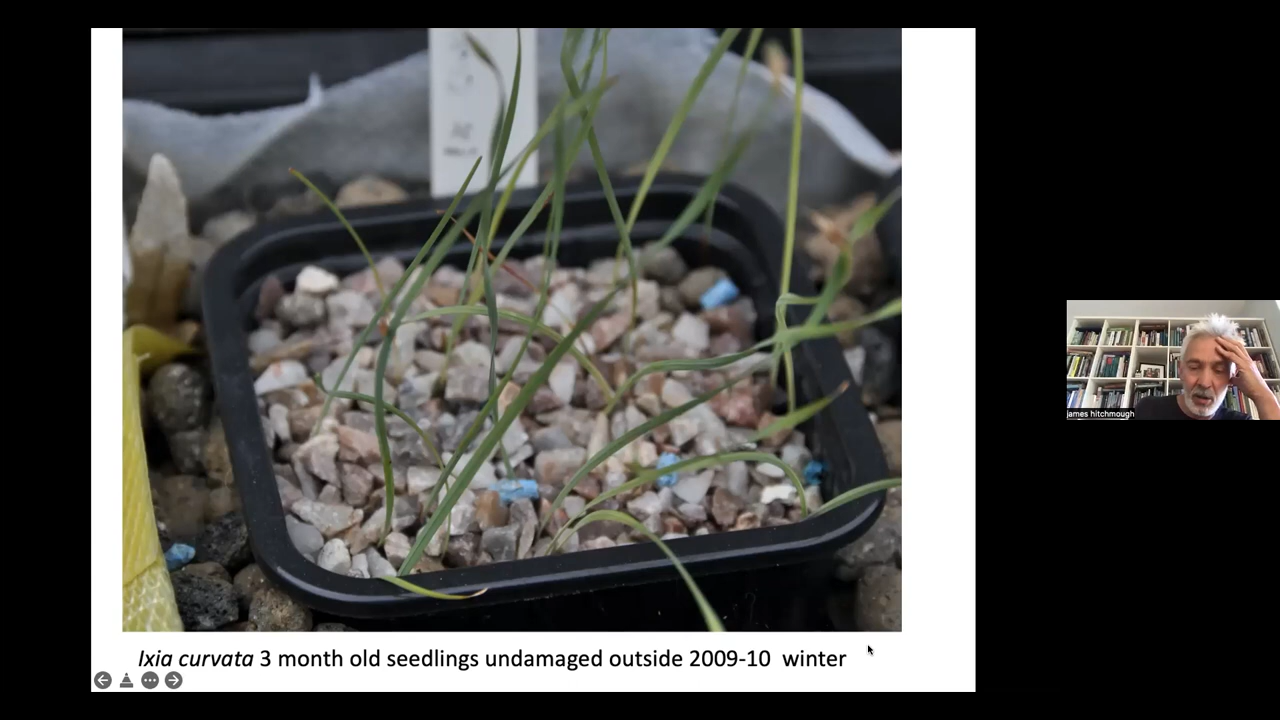 Ixia curvata 3 month old seedlings undamaged outside 2009-10 winter
james hitchmough